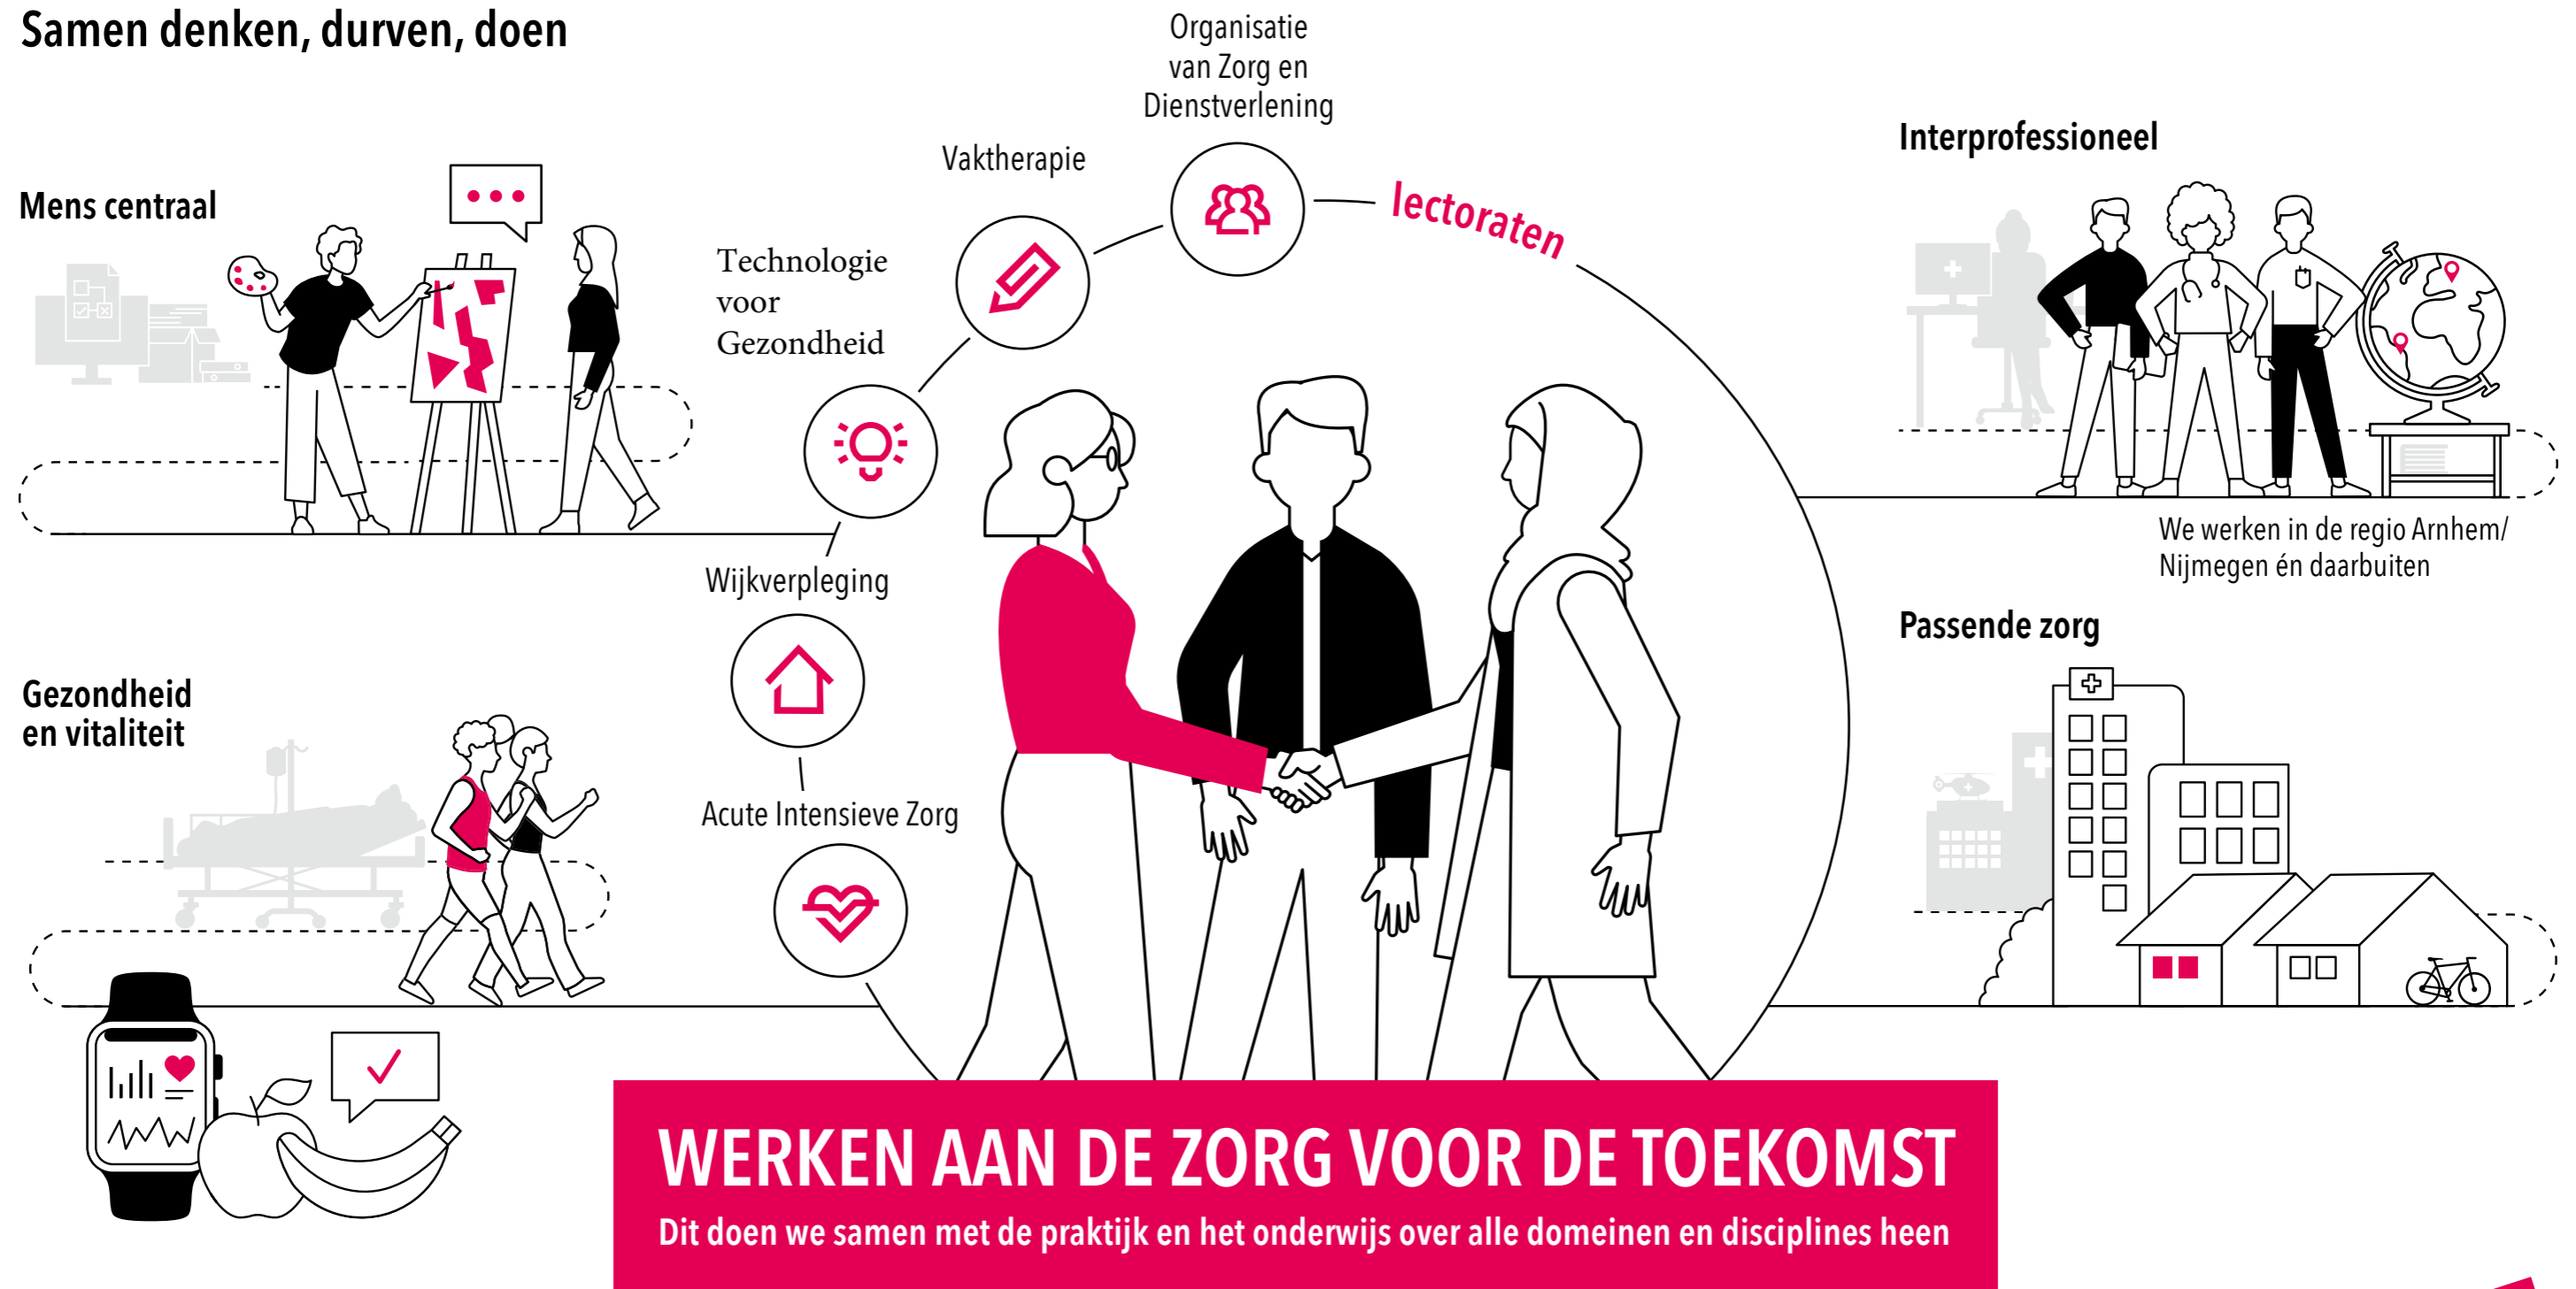 Samen denken, durven, doen
Mens centraal
Gezondheid
en vitaliteit
Organisatie
van Zorg en
Dienstverlening
Vaktherapie
Technologie
voor
Gezondheid
Wijkverpleging
Acute Intensieve Zorg
lectoraten
Interprofessioneel
We werken in de regio Arnhem/
Nijmegen én daarbuiten
Passende zorg
WERKEN AAN DE ZORG VOOR DE TOEKOMST
Dit doen we samen met de praktijk en het onderwijs over alle domeinen en disciplines heen